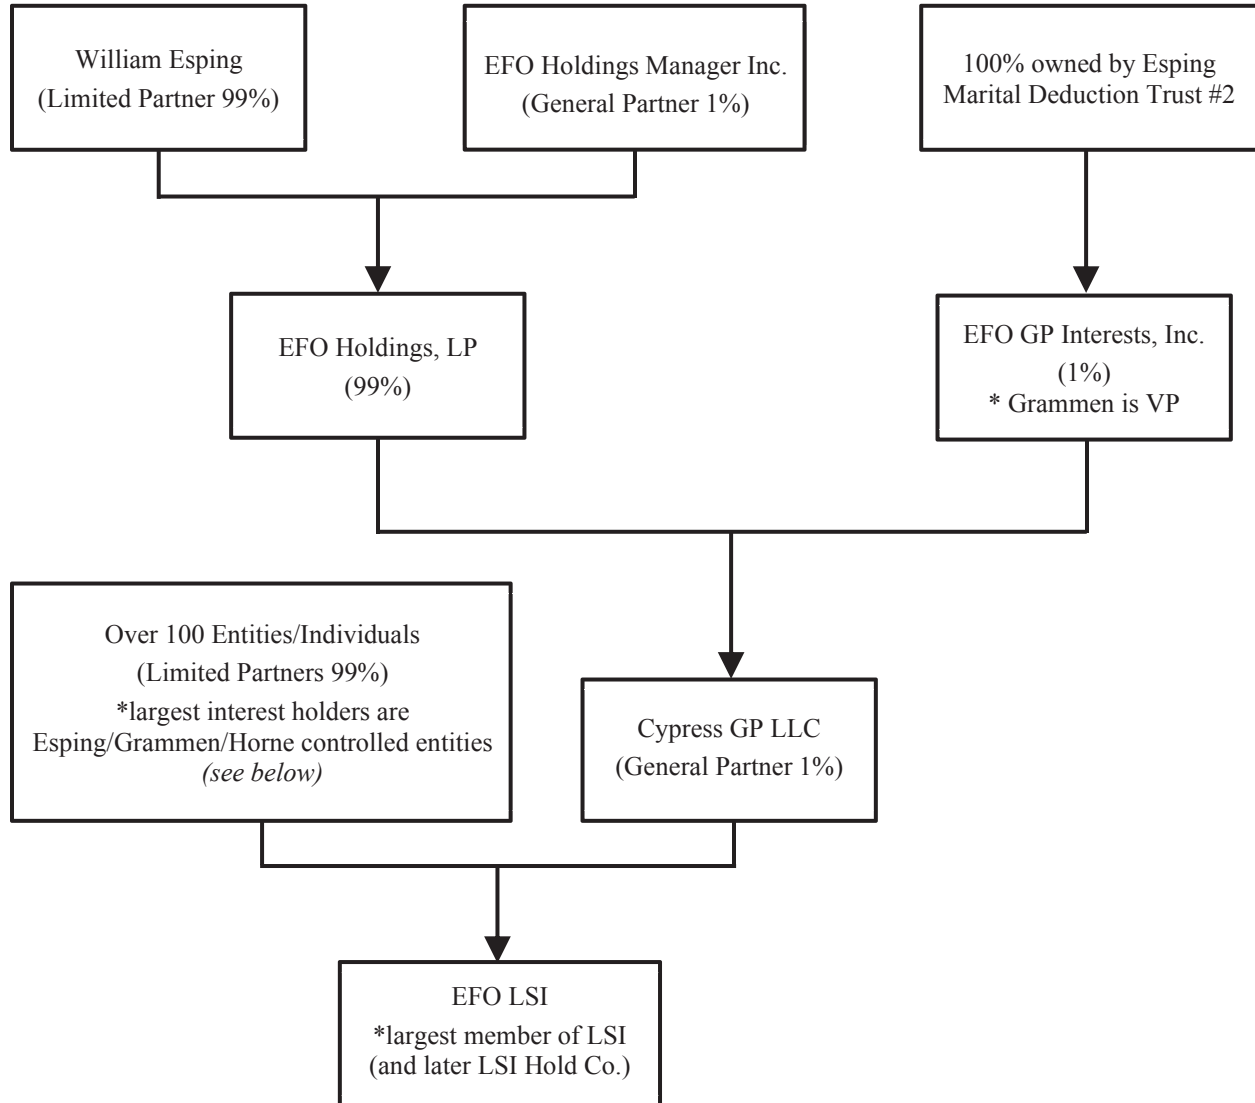 William Esping
(Limited Partner 99%)
EFO Holdings Manager Inc.
(General Partner 1%)
100% owned by Esping
Marital Deduction Trust #2
EFO Holdings, LP
(99%)
EFO GP Interests, Inc.
(1%)
* Grammen is VP
Over 100 Entities/Individuals
(Limited Partners 99%)
*largest interest holders are
Esping/Grammen/Horne controlled entities
(see below)
Cypress GP LLC
(General Partner 1%)
EFO LSI
*largest member of LSI
(and later LSI Hold Co.)